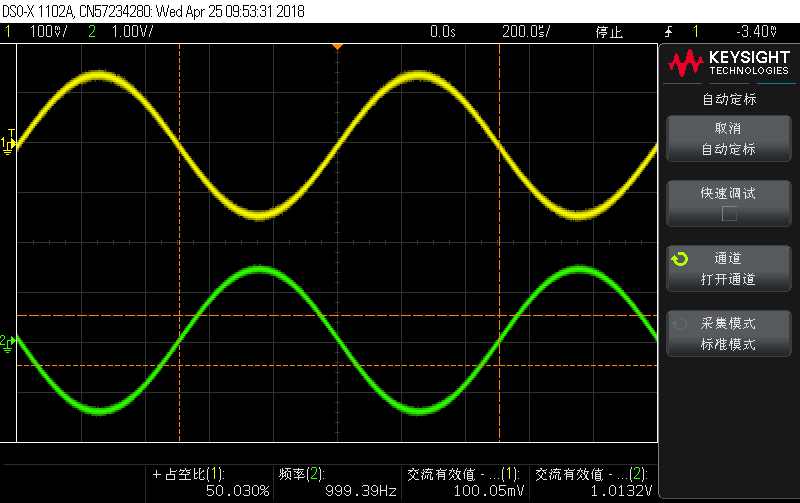 DSO-X 1102A, CN57234280: Wed Apr 25 09:53:31 2018
1 100%/ 2 1.00V/ 0.0s 200.0s/ 停止 1 -3.40%
KEYSIGHT
TECHNOLOGIES
自动定标
取消
自动定标
快速调试
通道
打开通道
采集模式
标准模式
T
1
2
+占空比(1): 频率(2): 交流有效值 - ...(1): 交流有效值 - ...(2):
50.030% 999.39Hz 100.05mV 1.0132V